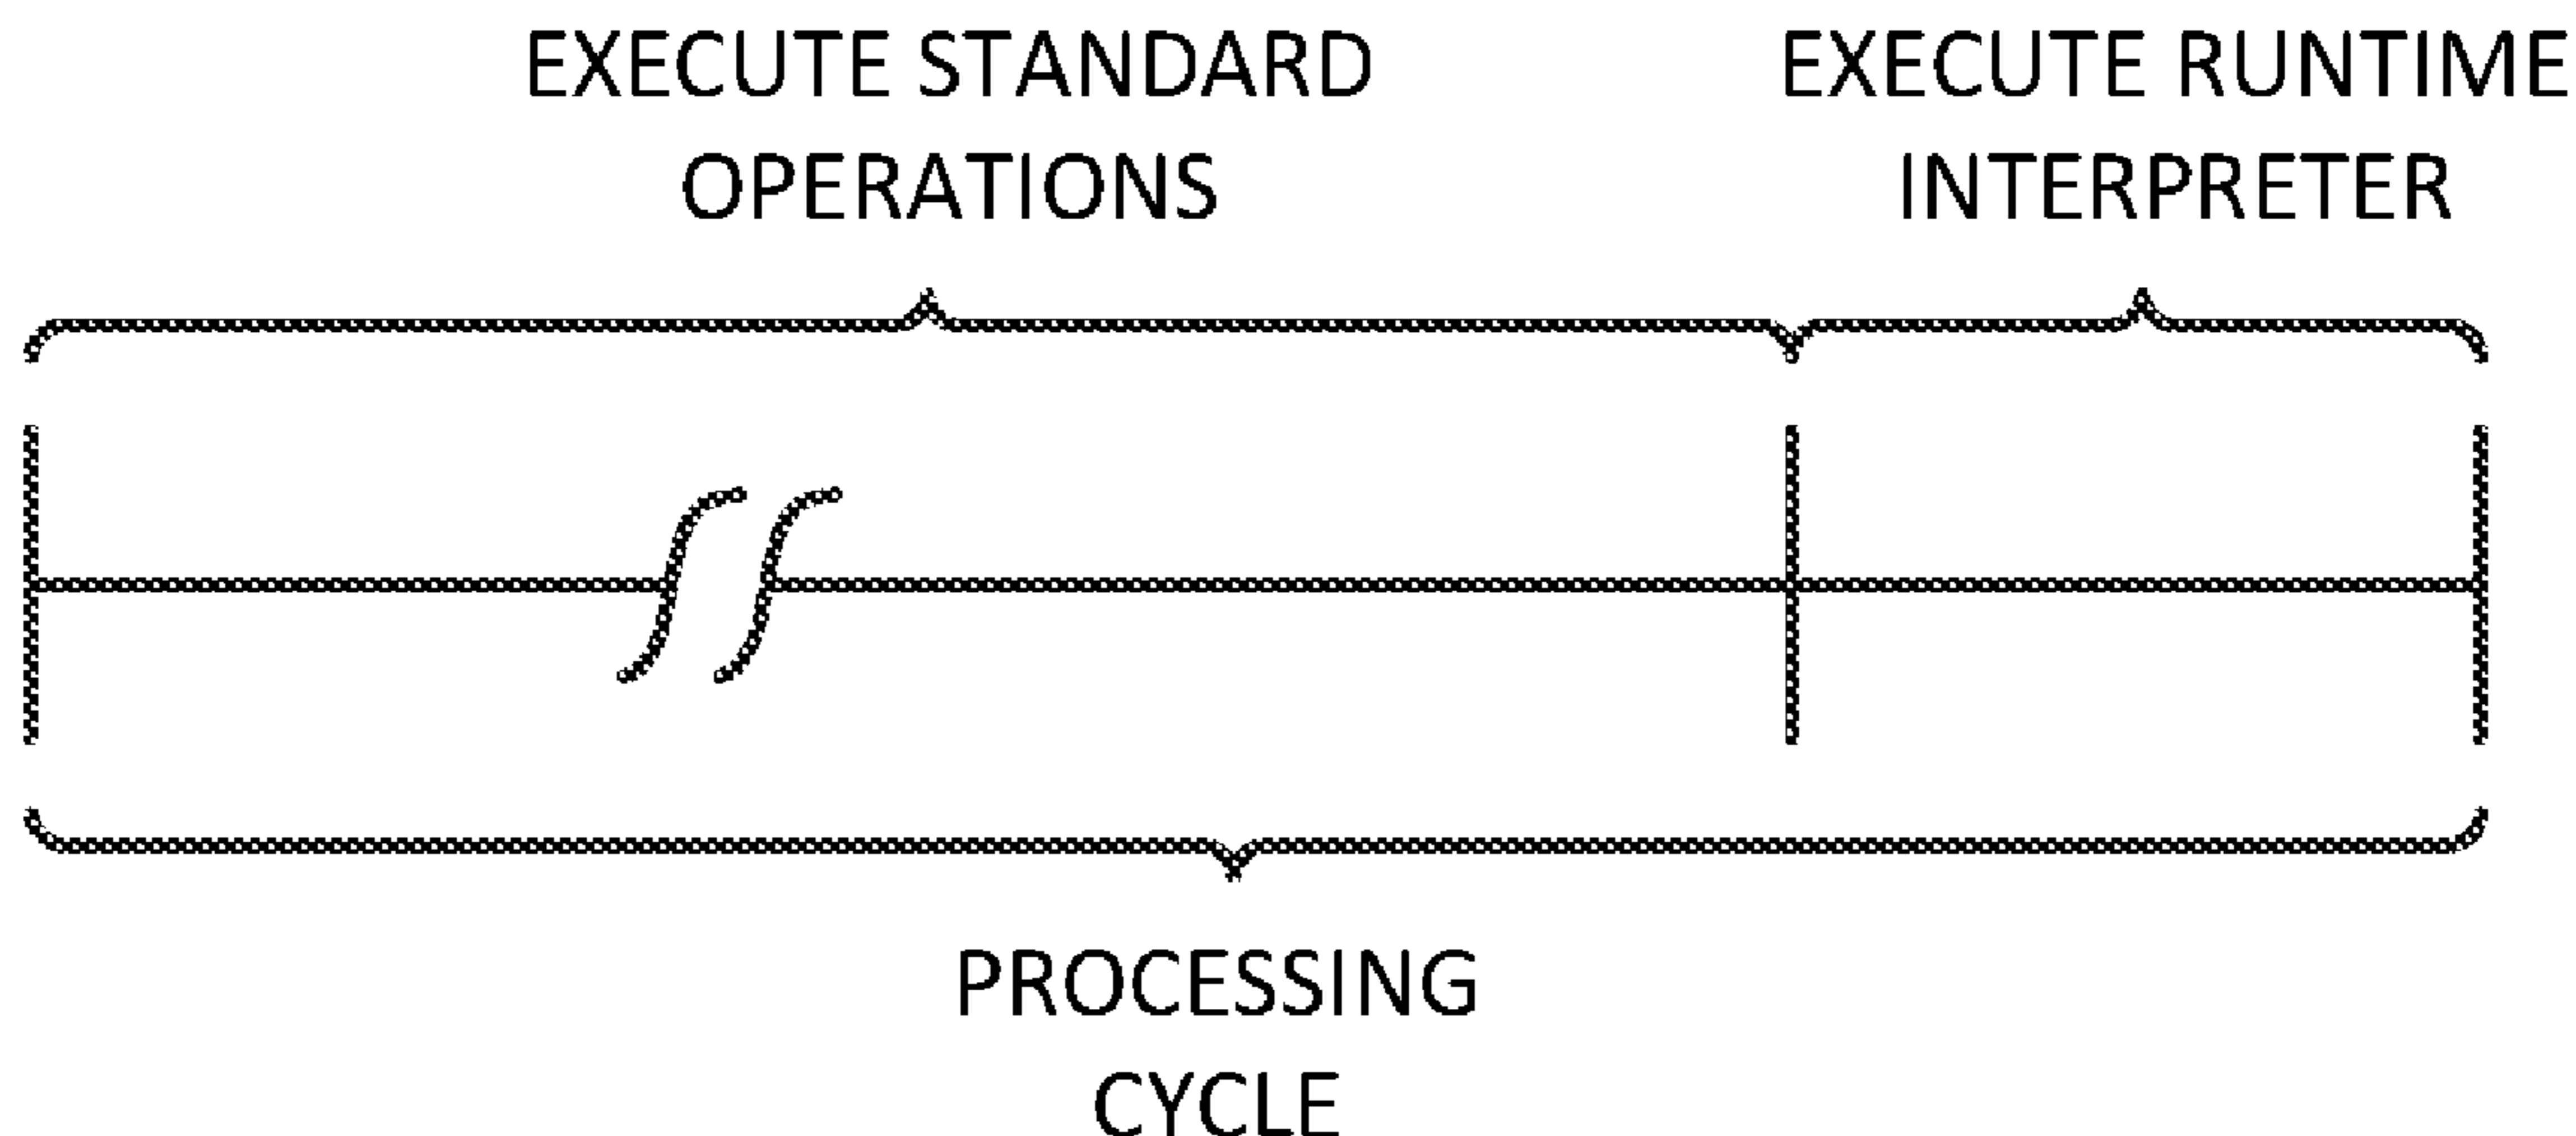 EXECUTE STANDARD
OPERATIONS
EXECUTE RUNTIME
INTERPRETER
PROCESSING
CYCLE